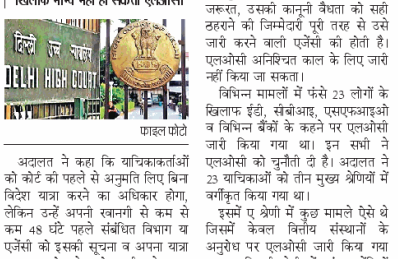 खिलाफ मान्य नहीं हो सकती एलओसी
दिल्ली उच्च न्यायालय
DELHI HIGH COURT
फाइल फोटो
अदालत ने कहा कि याचिकाकर्ताओं
को कोर्ट की पहले से अनुमति लिए बिना
विदेश यात्रा करने का अधिकार होगा,
लेकिन उन्हें अपनी रवानगी से कम से
कम 48 घंटे पहले संबंधित विभाग या
एजेंसी को इसकी सूचना व अपना यात्रा
जरूरत, उसकी कानूनी वैधता को सही
ठहराने की जिम्मेदारी पूरी तरह से उसे
जारी करने वाली एजेंसी की होती है।
एलओसी अनिश्चित काल के लिए जारी
नहीं किया जा सकता।
विभिन्न मामलों में फंसे 23 लोगों के
खिलाफ ईडी, सीबीआइ, एसएफआइओ
व विभिन्न बैंकों के कहने पर एलओसी
जारी किया गया था। इन सभी ने
एलओसी को चुनौती दी है। अदालत ने
23 याचिकाओं को तीन मुख्य श्रेणियों में
वर्गीकृत किया गया था।
इसमें ए श्रेणी में कुछ मामले ऐसे थे
जिसमें केवल वित्तीय संस्थानों के
अनुरोध पर एलओसी जारी किया गया